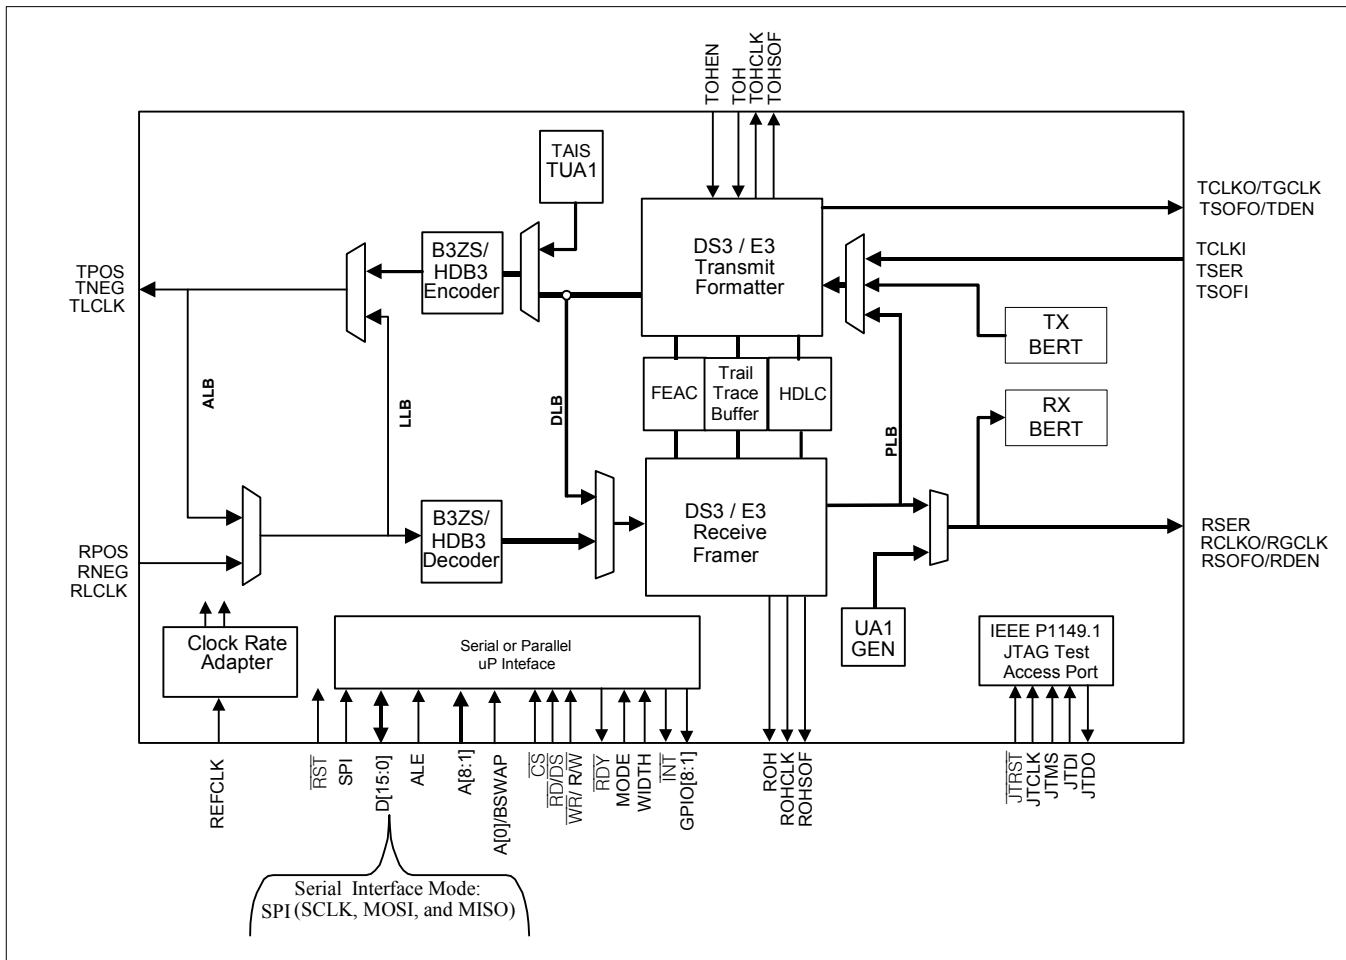 TOHEN
TOH
TOHCLK
TOHSOF
TAIS
TUA1
TCLKO/TGCLK
TSOFO/TDEN
B3ZS/
HDB3
Encoder
DS3 / E3
Transmit
Formatter
TCLKI
TSER
TSOFI
TPOS
TNEG
TLCLK
TX
BERT
ALB
LLB
DLB
FEAC
Trail
Trace
Buffer
HDLC
PLB
RX
BERT
B3ZS/
HDB3
Decoder
DS3 / E3
Receive
Framer
RSER
RCLKO/RGCLK
RSOFO/RDEN
RPOS
RNEG
RLCLK
Clock Rate
Adapter
Serial or Parallel
uP Inteface
UA1
GEN
IEEE P1149.1
JTAG Test
Access Port
REFCLK
RST
SPI
D[15:0]
ALE
A[8:1]
A[0]/BSWAP
CS
RD/DS
WR/ R/W
RDY
MODE
WIDTH
INT
GPIO[8:1]
ROH
ROHCLK
ROHSOF
JTRST
JTCLK
JTMS
JTDI
JTDO
Serial Interface Mode:
SPI (SCLK, MOSI, and MISO)